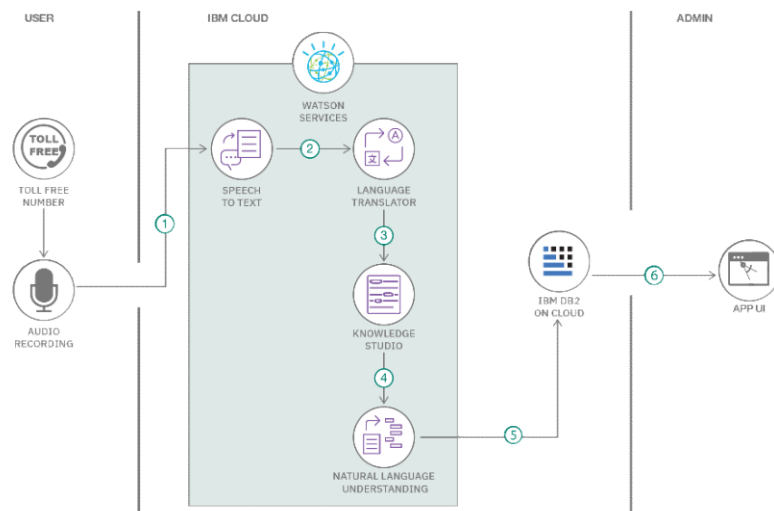 USER
IBM CLOUD
ADMIN
WATSON
SERVICES
TOLL
FREE
TOLL FREE
NUMBER
1
SPEECH
TO TEXT
2
A
文
LANGUAGE
TRANSLATOR
3
AUDIO
RECORDING
KNOWLEDGE
STUDIO
4
NATURAL LANGUAGE
UNDERSTANDING
5
IBM DB2
ON CLOUD
6
APP UI